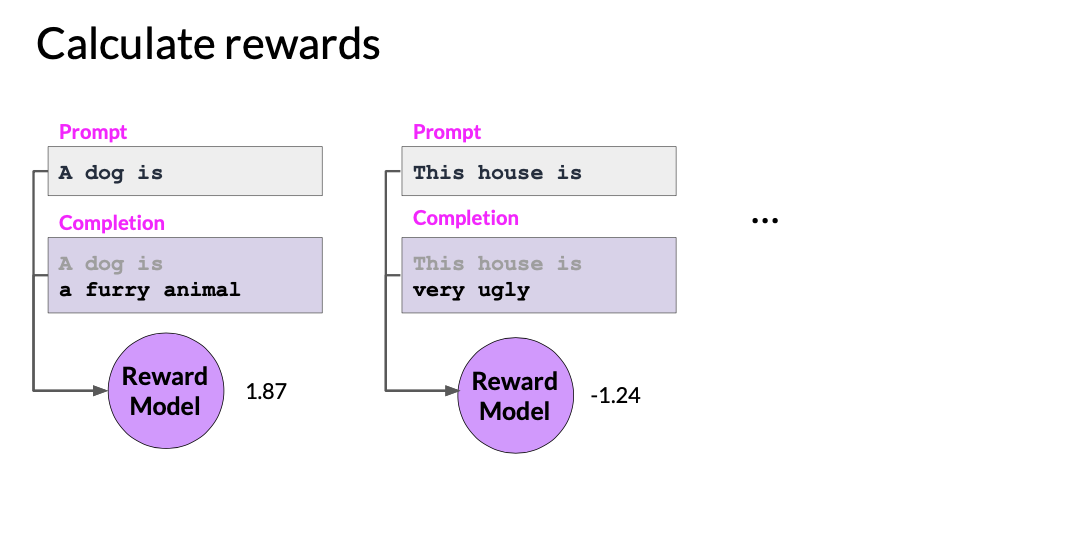 Calculate rewards
Prompt
A dog is
Completion
A dog is
a furry animal
Reward
Model
1.87
Prompt
This house is
Completion
This house is
very ugly
Reward
Model
-1.24
...